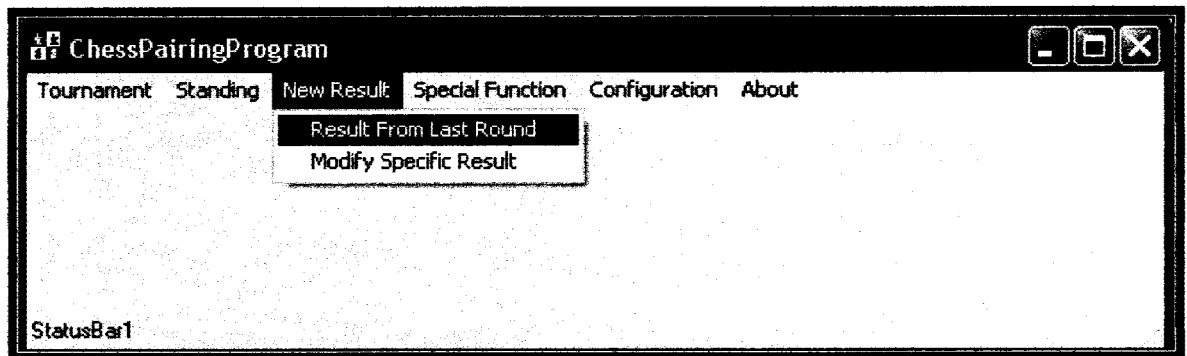 ChessPairingProgram
Tournament Standing New Result Special Function Configuration About
Result From Last Round
Modify Specific Result
StatusBar1